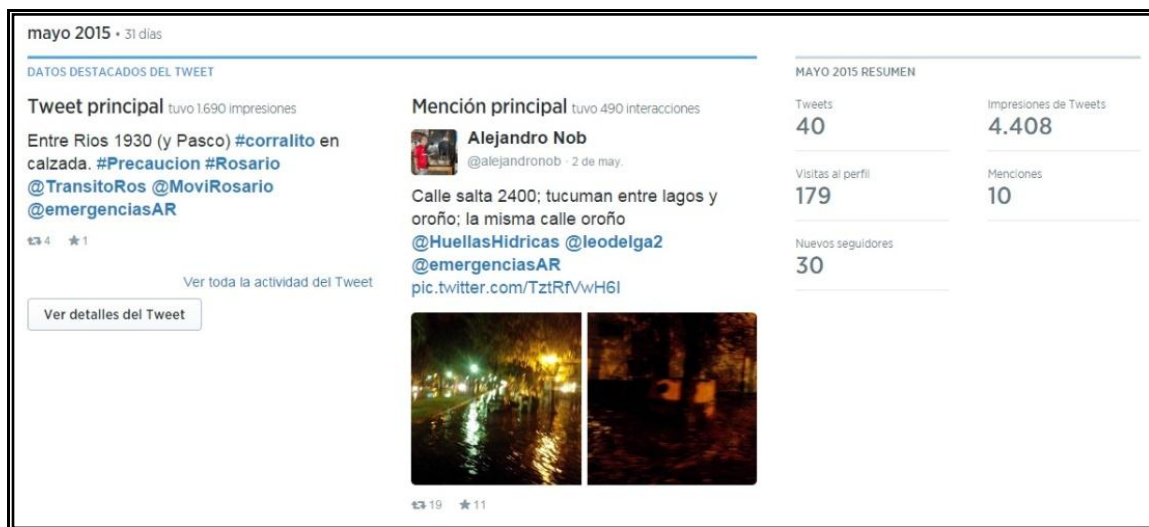 mayo 2015 • 31 días
DATOS DESTACADOS DEL TWEET
Tweet principal tuvo 1.690 impresiones
Entre Rios 1930 (y Pasco) #corralito en
calzada. #Precaucion #Rosario
@TransitoRos @MoviRosario
@emergenciasAR
4 1
Ver toda la actividad del Tweet
Ver detalles del Tweet
Mención principal tuvo 490 interacciones
Alejandro Nob
@alejandronob · 2 de may.
Calle salta 2400; tucuman entre lagos y
oroño; la misma calle oroño
@HuellasHidricas @leodelga2
@emergenciasAR
pic.twitter.com/TztRfVwH6I
19 11
MAYO 2015 RESUMEN
Tweets
40
Impresiones de Tweets
4.408
Visitas al perfil
179
Menciones
10
Nuevos seguidores
30